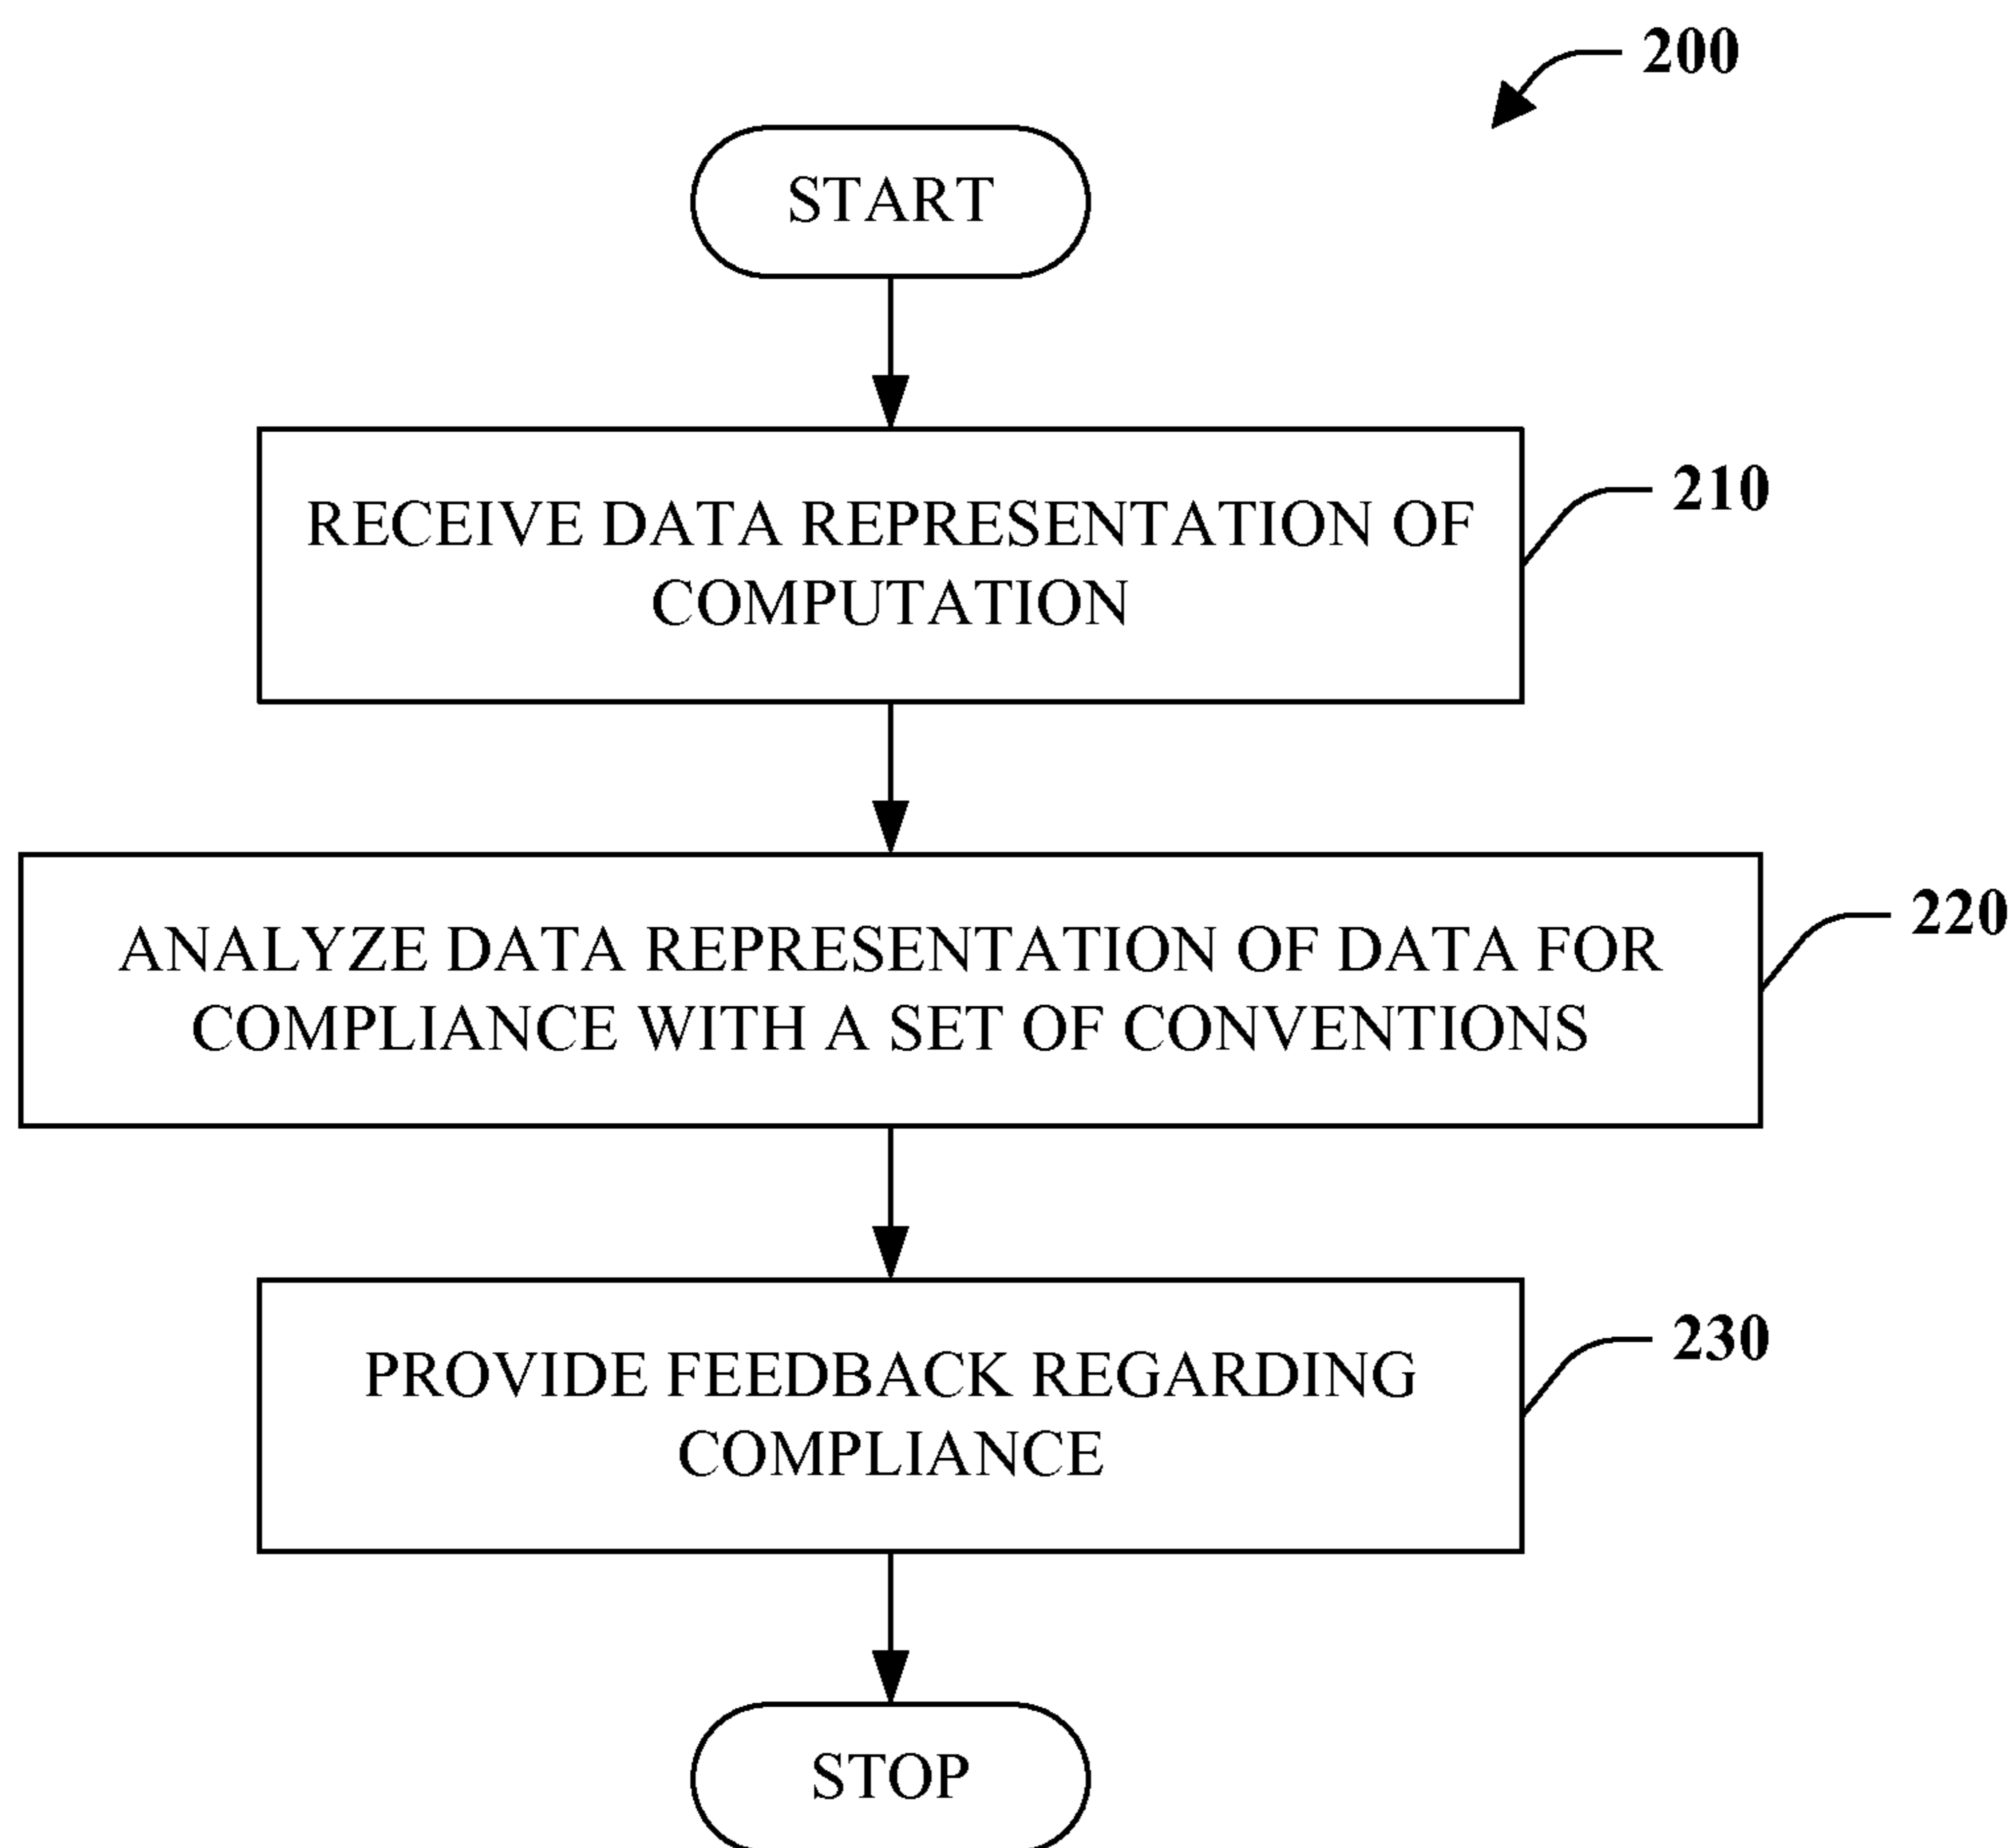 200
START
RECEIVE DATA REPRESENTATION OF
COMPUTATION
210
ANALYZE DATA REPRESENTATION OF DATA FOR
COMPLIANCE WITH A SET OF CONVENTIONS
220
PROVIDE FEEDBACK REGARDING
COMPLIANCE
230
STOP